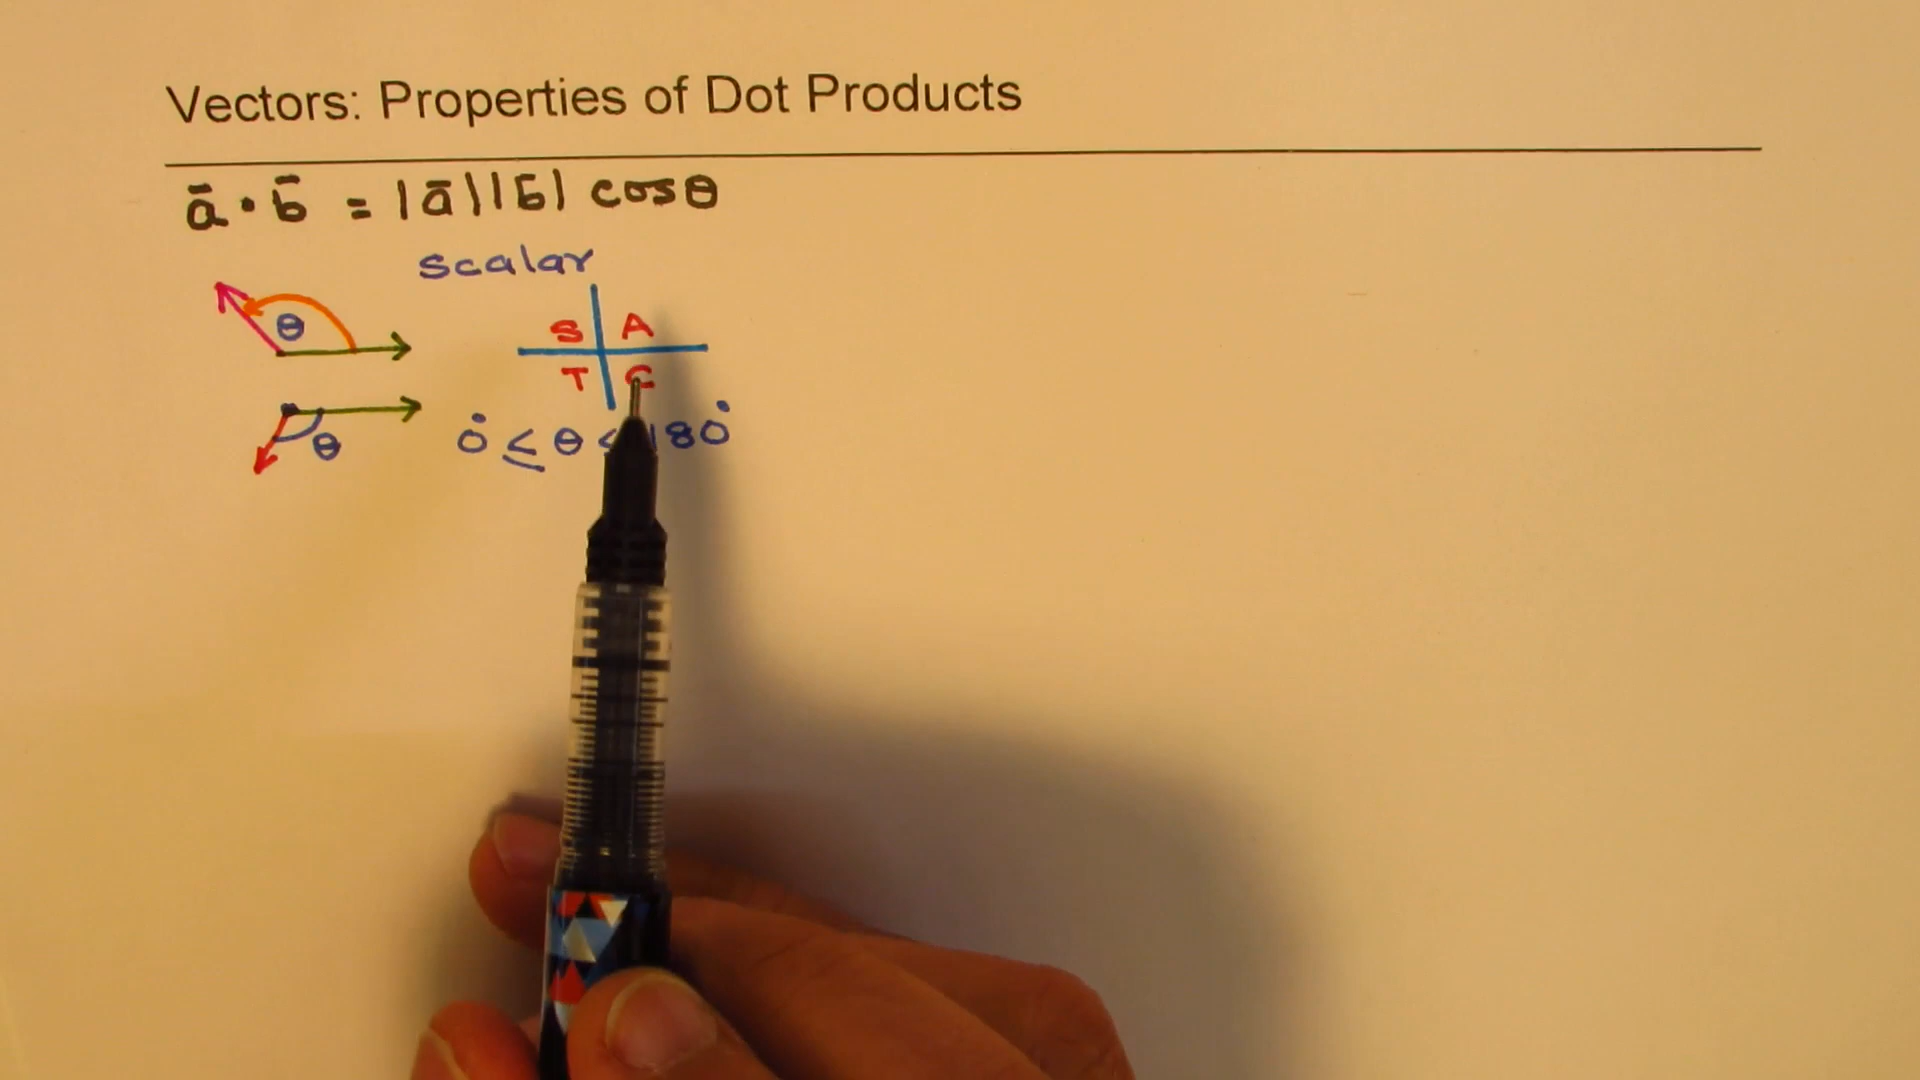 Vectors: Properties of Dot Products
ā · b̄ = |ā||b̄| cosθ
scalar
θ
S A
T C
θ
0° ≤ θ < 180°